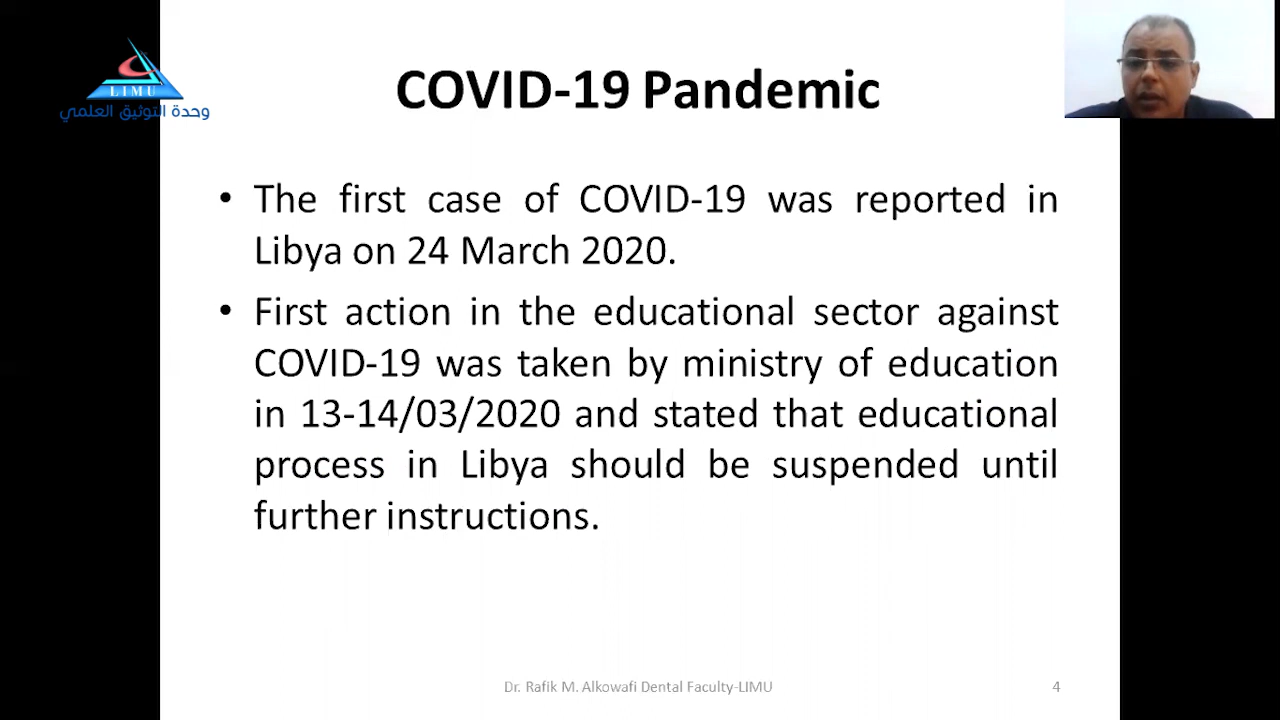 LIMU
وحدة التوثيق العلمي
COVID-19 Pandemic
• The first case of COVID-19 was reported in
Libya on 24 March 2020.
• First action in the educational sector against
COVID-19 was taken by ministry of education
in 13-14/03/2020 and stated that educational
process in Libya should be suspended until
further instructions.
Dr. Rafik M. Alkowafi Dental Faculty-LIMU
4